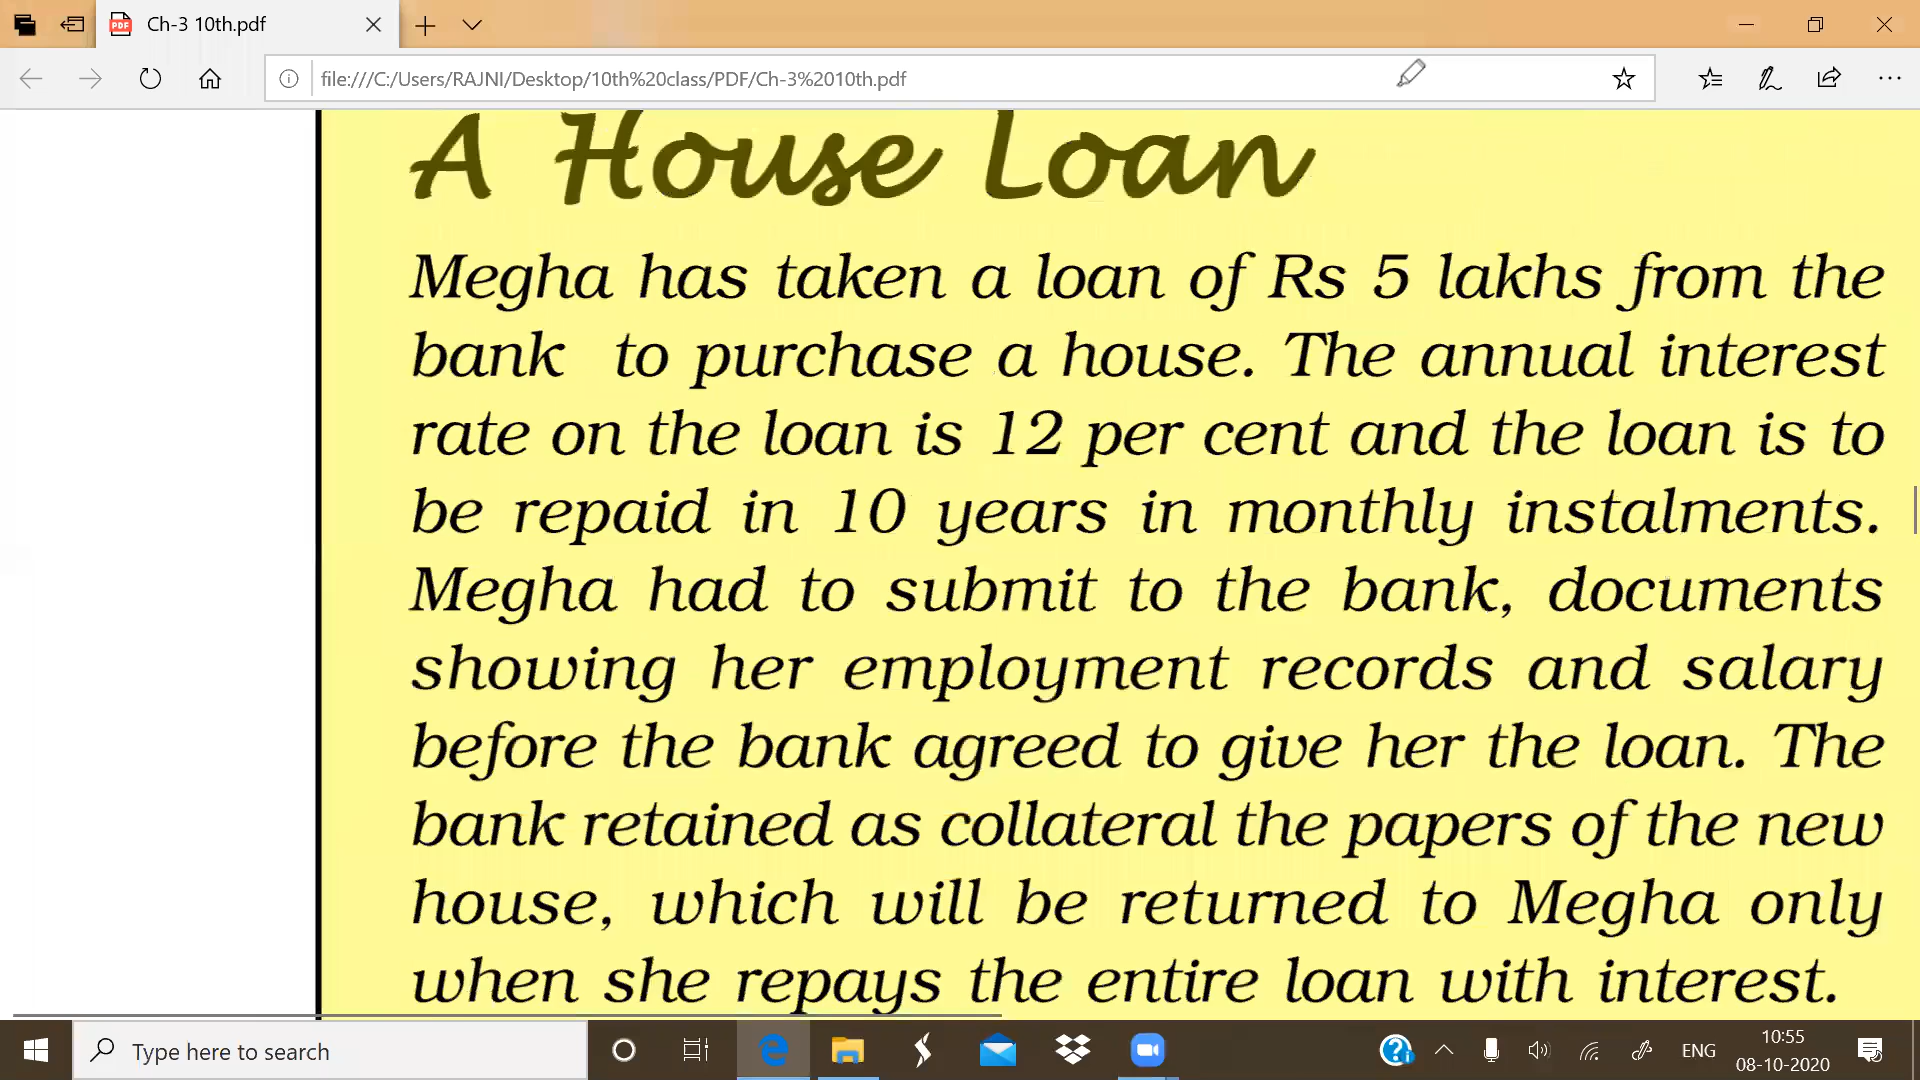 Ch-3 10th.pdf
file:///C:/Users/RAJNI/Desktop/10th%20class/PDF/Ch-3%2010th.pdf
A House Loan
Megha has taken a loan of Rs 5 lakhs from the
bank to purchase a house. The annual interest
rate on the loan is 12 per cent and the loan is to
be repaid in 10 years in monthly instalments.
Megha had to submit to the bank, documents
showing her employment records and salary
before the bank agreed to give her the loan. The
bank retained as collateral the papers of the new
house, which will be returned to Megha only
when she repays the entire loan with interest.
Type here to search
ENG
10:55
08-10-2020